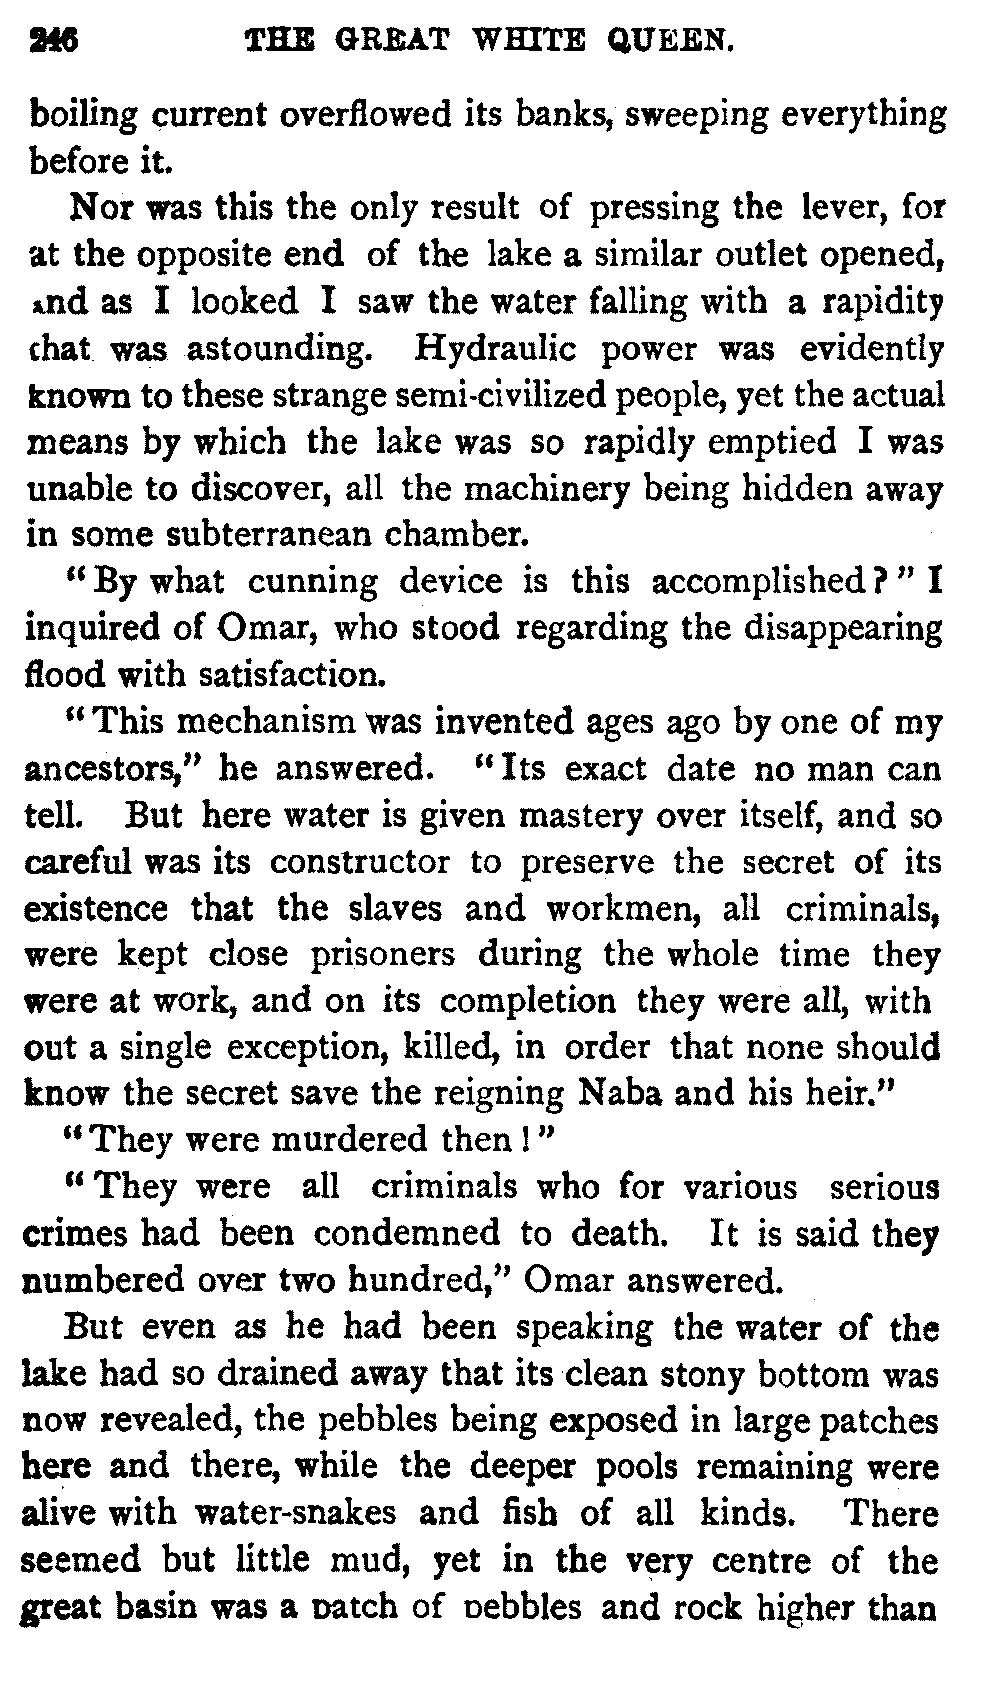 246 THE GREAT WHITE QUEEN.
boiling current overflowed its banks, sweeping everything
before it.
Nor was this the only result of pressing the lever, for
at the opposite end of the lake a similar outlet opened,
and as I looked I saw the water falling with a rapidity
that was astounding. Hydraulic power was evidently
known to these strange semi-civilized people, yet the actual
means by which the lake was so rapidly emptied I was
unable to discover, all the machinery being hidden away
in some subterranean chamber.
“By what cunning device is this accomplished?” I
inquired of Omar, who stood regarding the disappearing
flood with satisfaction.
“This mechanism was invented ages ago by one of my
ancestors,” he answered. “Its exact date no man can
tell. But here water is given mastery over itself, and so
careful was its constructor to preserve the secret of its
existence that the slaves and workmen, all criminals,
were kept close prisoners during the whole time they
were at work, and on its completion they were all, with
out a single exception, killed, in order that none should
know the secret save the reigning Naba and his heir.”
“They were murdered then!”
“They were all criminals who for various serious
crimes had been condemned to death. It is said they
numbered over two hundred,” Omar answered.
But even as he had been speaking the water of the
lake had so drained away that its clean stony bottom was
now revealed, the pebbles being exposed in large patches
here and there, while the deeper pools remaining were
alive with water-snakes and fish of all kinds. There
seemed but little mud, yet in the very centre of the
great basin was a patch of pebbles and rock higher than